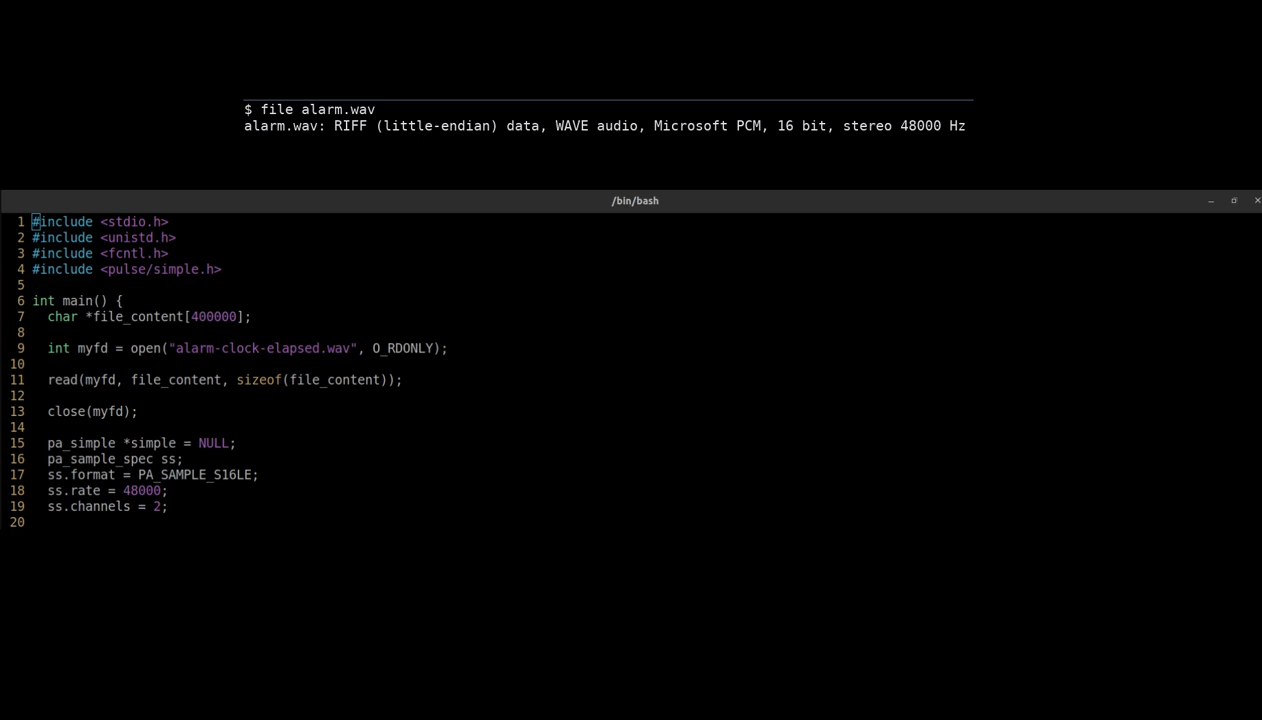 $ file alarm.wav
alarm.wav: RIFF (little-endian) data, WAVE audio, Microsoft PCM, 16 bit, stereo 48000 Hz
/bin/bash
1 #include <stdio.h>
2 #include <unistd.h>
3 #include <fcntl.h>
4 #include <pulse/simple.h>
5
6 int main() {
7   char *file_content[400000];
8
9   int myfd = open("alarm-clock-elapsed.wav", O_RDONLY);
10
11   read(myfd, file_content, sizeof(file_content));
12
13   close(myfd);
14
15   pa_simple *simple = NULL;
16   pa_sample_spec ss;
17   ss.format = PA_SAMPLE_S16LE;
18   ss.rate = 48000;
19   ss.channels = 2;
20